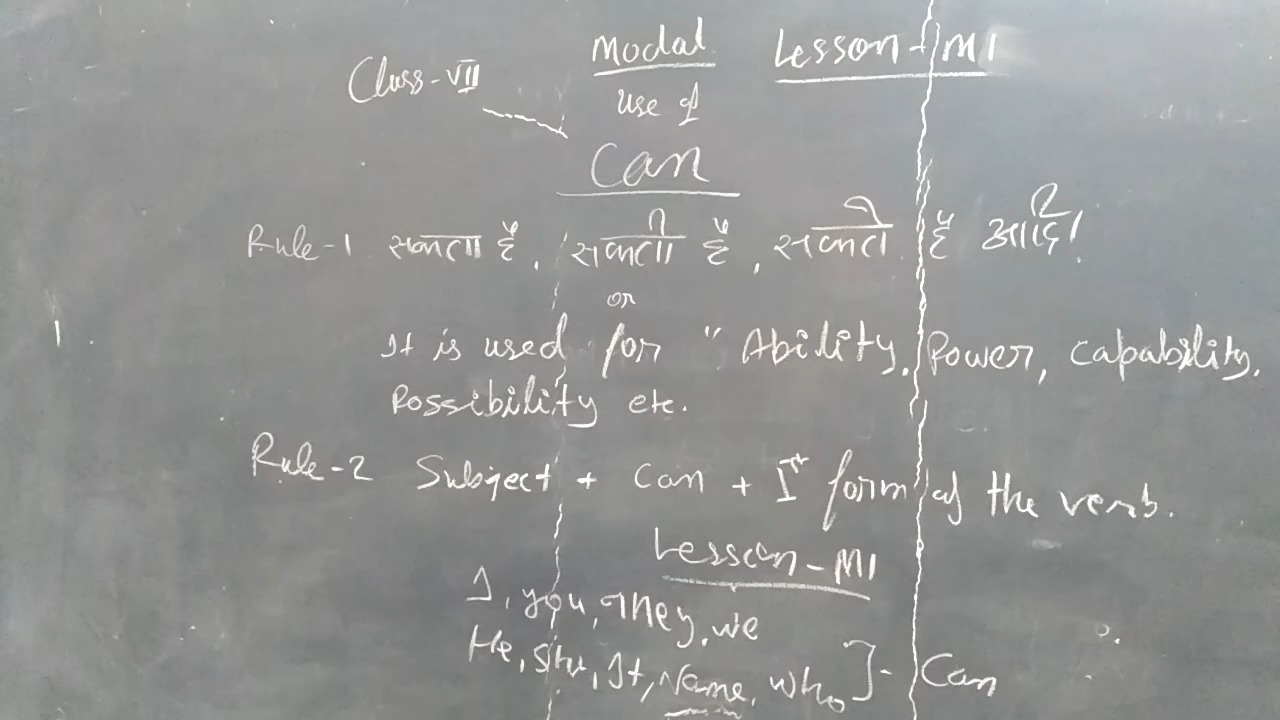 Modal Lesson-M1
Class-VII
Use of
Can
Rule-1 सकता है, सकती है, सकते हैं आदि।
or
It is used for "Ability, Power, Capability,
Possibility etc.
Rule-2 Subject + Can + Ist form of the verb.
Lesson-M1
I, you, They, we
He, She, It, Name, who ]- Can